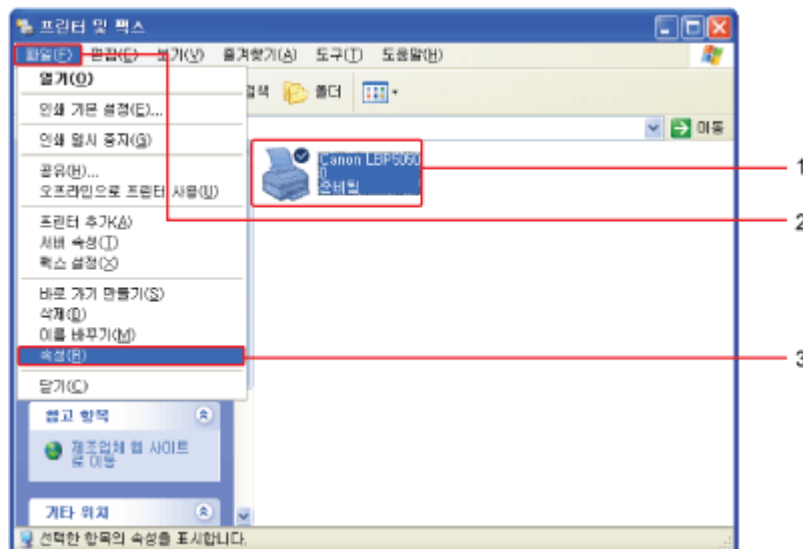 프린터 및 팩스
파일(F) 편집(E) 보기(V) 즐겨찾기(A) 도구(T) 도움말(H)
열기(O)
검색 폴더
인쇄 기본 설정(E)...
인쇄 일시 중지(G)
이동
공유(H)...
오프라인으로 프린터 사용(U)
Canon LBP5050
0
준비됨
1
2
프린터 추가(A)
서버 속성(T)
팩스 설정(X)
바로 가기 만들기(S)
삭제(D)
이름 바꾸기(M)
속성(R)
3
닫기(C)
참고 항목
제조업체 웹 사이트
로 이동
기타 위치
선택한 항목의 속성을 표시합니다.